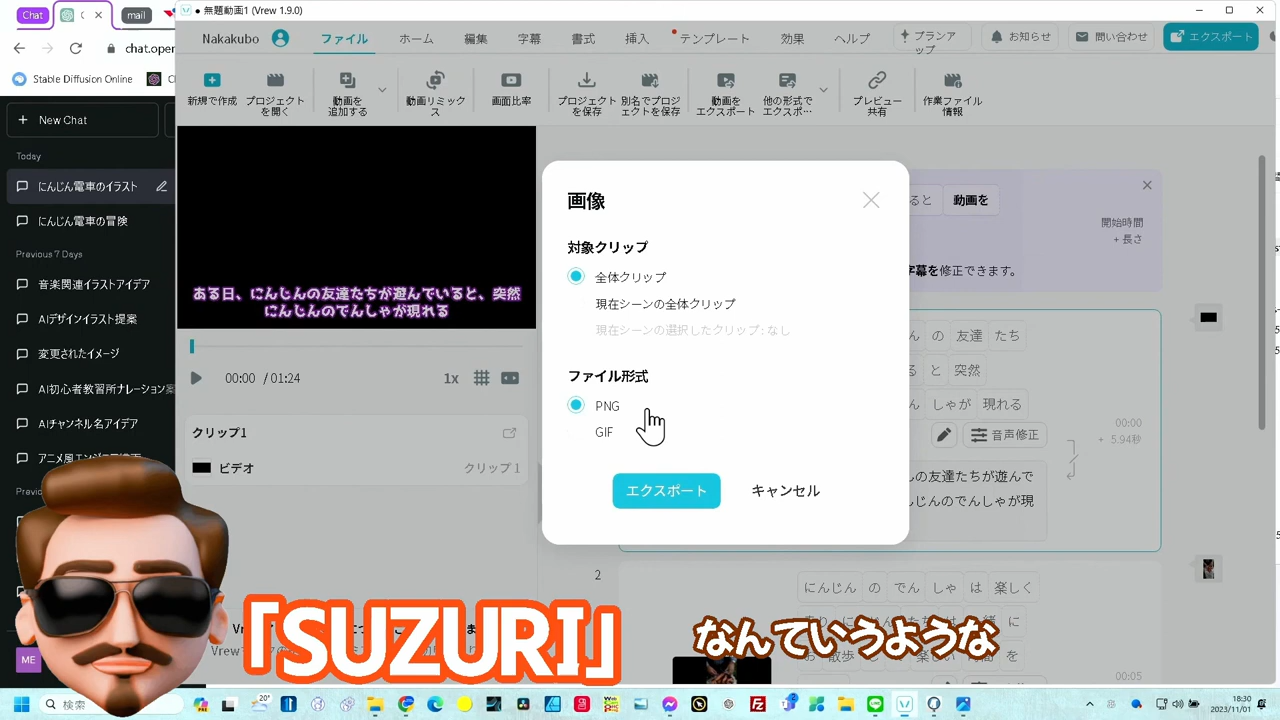 Chat
mail
● 無題動画1 (Vrew 1.9.0)
chat.open
Stable Diffusion Online
Nakakubo
ファイル
ホーム
編集
字幕
書式
挿入
テンプレート
効果
ヘルプ
プランアップ
お知らせ
問い合わせ
エクスポート
新規で作成
プロジェクトを開く
動画を追加する
動画リミックス
画面比率
プロジェクトを保存
別名でプロジェクトを保存
動画をエクスポート
他の形式でエクスポ…
プレビュー共有
作業ファイル情報
New Chat
Today
にんじん電車のイラスト
にんじん電車の冒険
Previous 7 Days
音楽関連イラストアイデア
AIデザインイラスト提案
変更されたイメージ
AI初心者教習所ナレーション案
AIチャンネル名アイデア
ME
ある日、にんじんの友達たちが遊んでいると、突然
にんじんのでんしゃが現れる
00:00 / 01:24
1x
クリップ1
ビデオ
クリップ 1
画像
対象クリップ
全体クリップ
現在シーンの全体クリップ
現在シーンの選択したクリップ : なし
ファイル形式
PNG
GIF
エクスポート
キャンセル
ると
動画を
開始時間
+ 長さ
字幕を修正できます。
ん の 友達 たち
る と 突然
ん しゃが 現れる
音声修正
00:00
+ 5.94秒
の友達たちが遊んで
んじんのでんしゃが現
2
にんじん の でん しゃ は 楽しく
00:05
「SUZURI」
なんていうような
検索
20°
18:30
2023/11/01